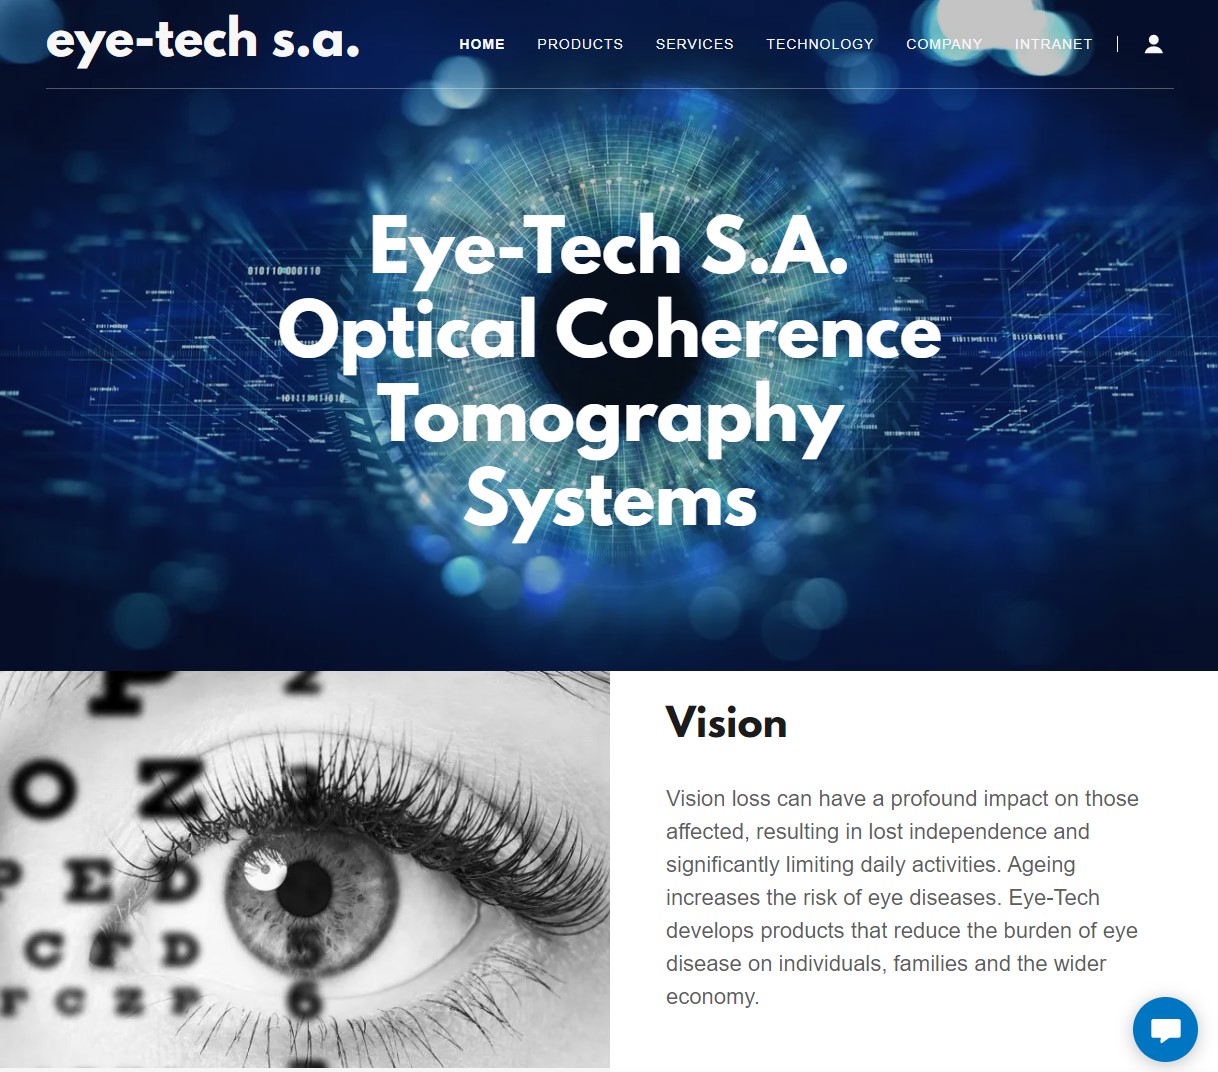 eye-tech s.a.
HOME PRODUCTS SERVICES TECHNOLOGY COMPANY INTRANET
Eye-Tech S.A.
Optical Coherence
Tomography
Systems
010110 000110
Vision
Vision loss can have a profound impact on those
affected, resulting in lost independence and
significantly limiting daily activities. Ageing
increases the risk of eye diseases. Eye-Tech
develops products that reduce the burden of eye
disease on individuals, families and the wider
economy.
P
O Z
P E D
C F D
F C Z P
6